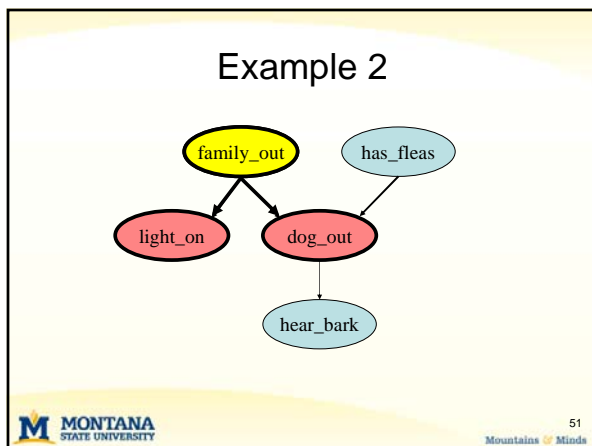 Example 2
family_out
has_fleas
light_on
dog_out
hear_bark
M MONTANA
STATE UNIVERSITY
51
Mountains & Minds